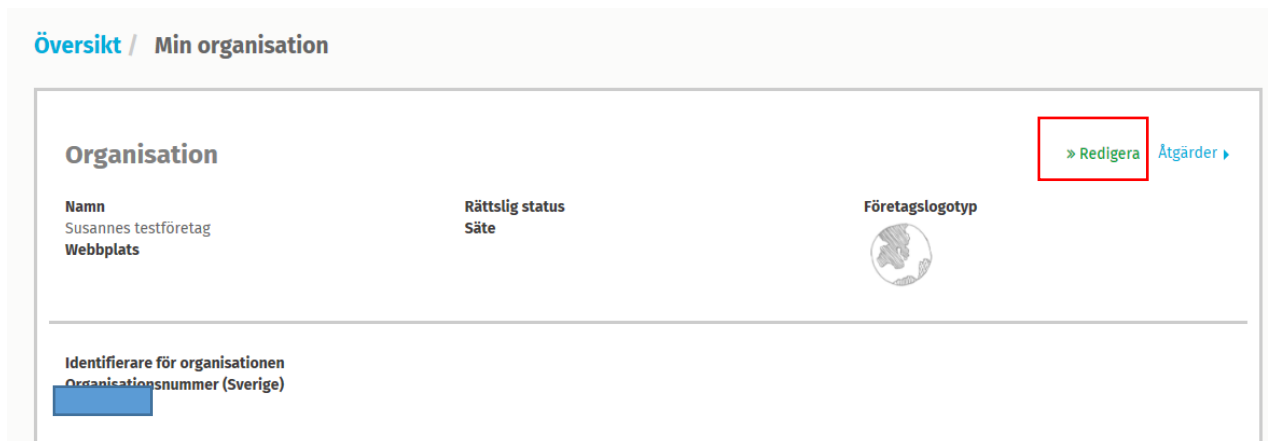 Översikt / Min organisation
Organisation
» Redigera Åtgärder
Namn
Susannes testföretag
Webbplats
Rättslig status
Säte
Företagslogotyp
Identifierare för organisationen
Organisationsnummer (Sverige)